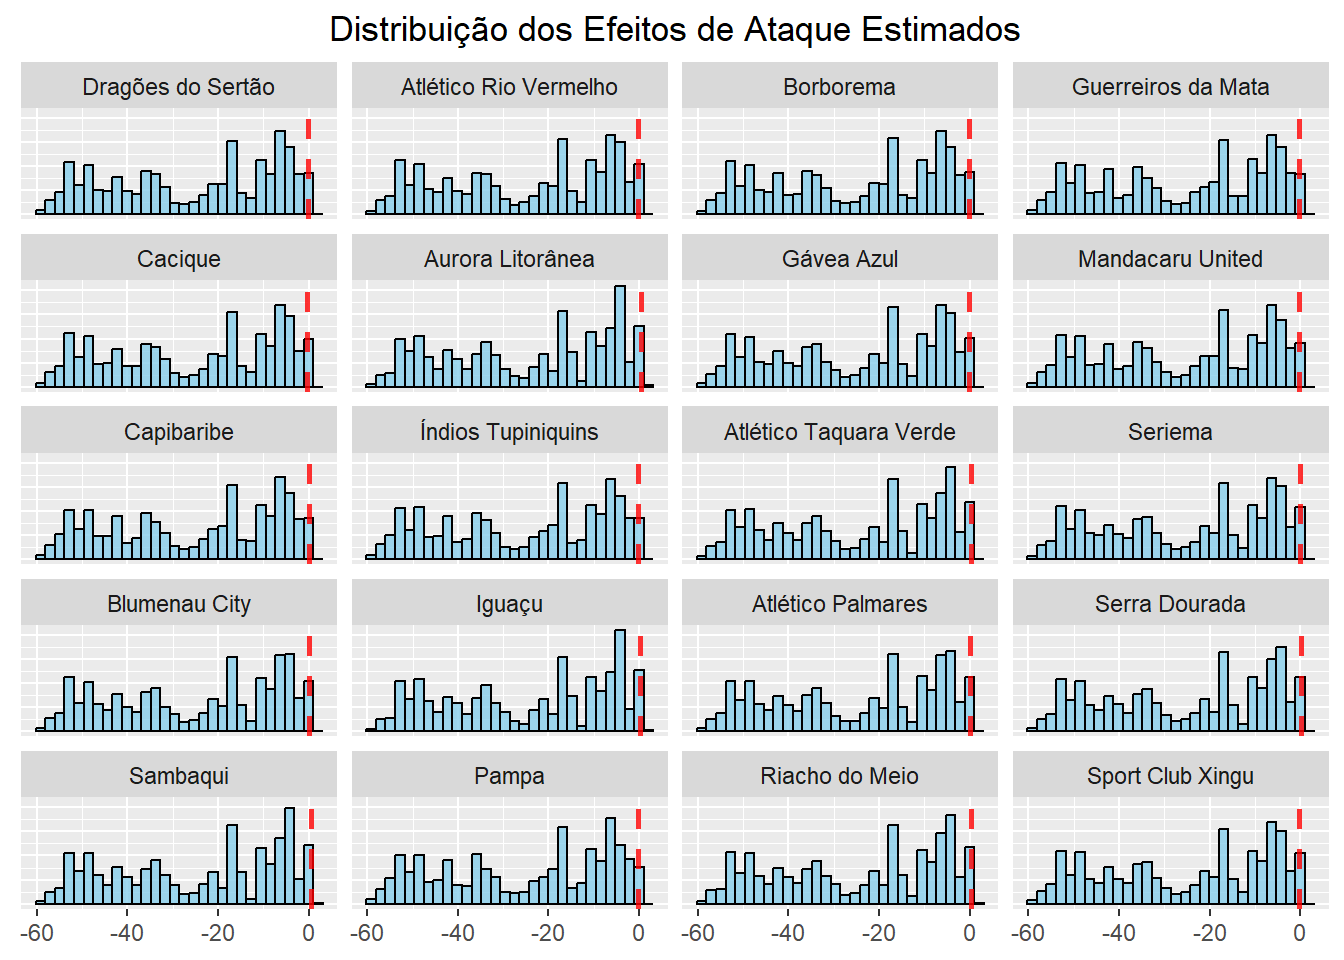 Distribuição dos Efeitos de Ataque Estimados
Dragões do Sertão
Atlético Rio Vermelho
Borborema
Guerreiros da Mata
Cacique
Aurora Litorânea
Gávea Azul
Mandacaru United
Capibaribe
Índios Tupiniquins
Atlético Taquara Verde
Seriema
Blumenau City
Iguaçu
Atlético Palmares
Serra Dourada
Sambaqui
Pampa
Riacho do Meio
Sport Club Xingu
-60 -40 -20 0
-60 -40 -20 0
-60 -40 -20 0
-60 -40 -20 0